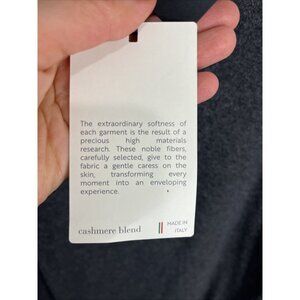 The extraordinary softness of
each garment is the result of a
precious high materials
research. These noble fibers,
carefully selected, give to the
fabric a gentle caress on the
skin, transforming every
moment into an enveloping
experience.
cashmere blend
MADE IN
ITALY